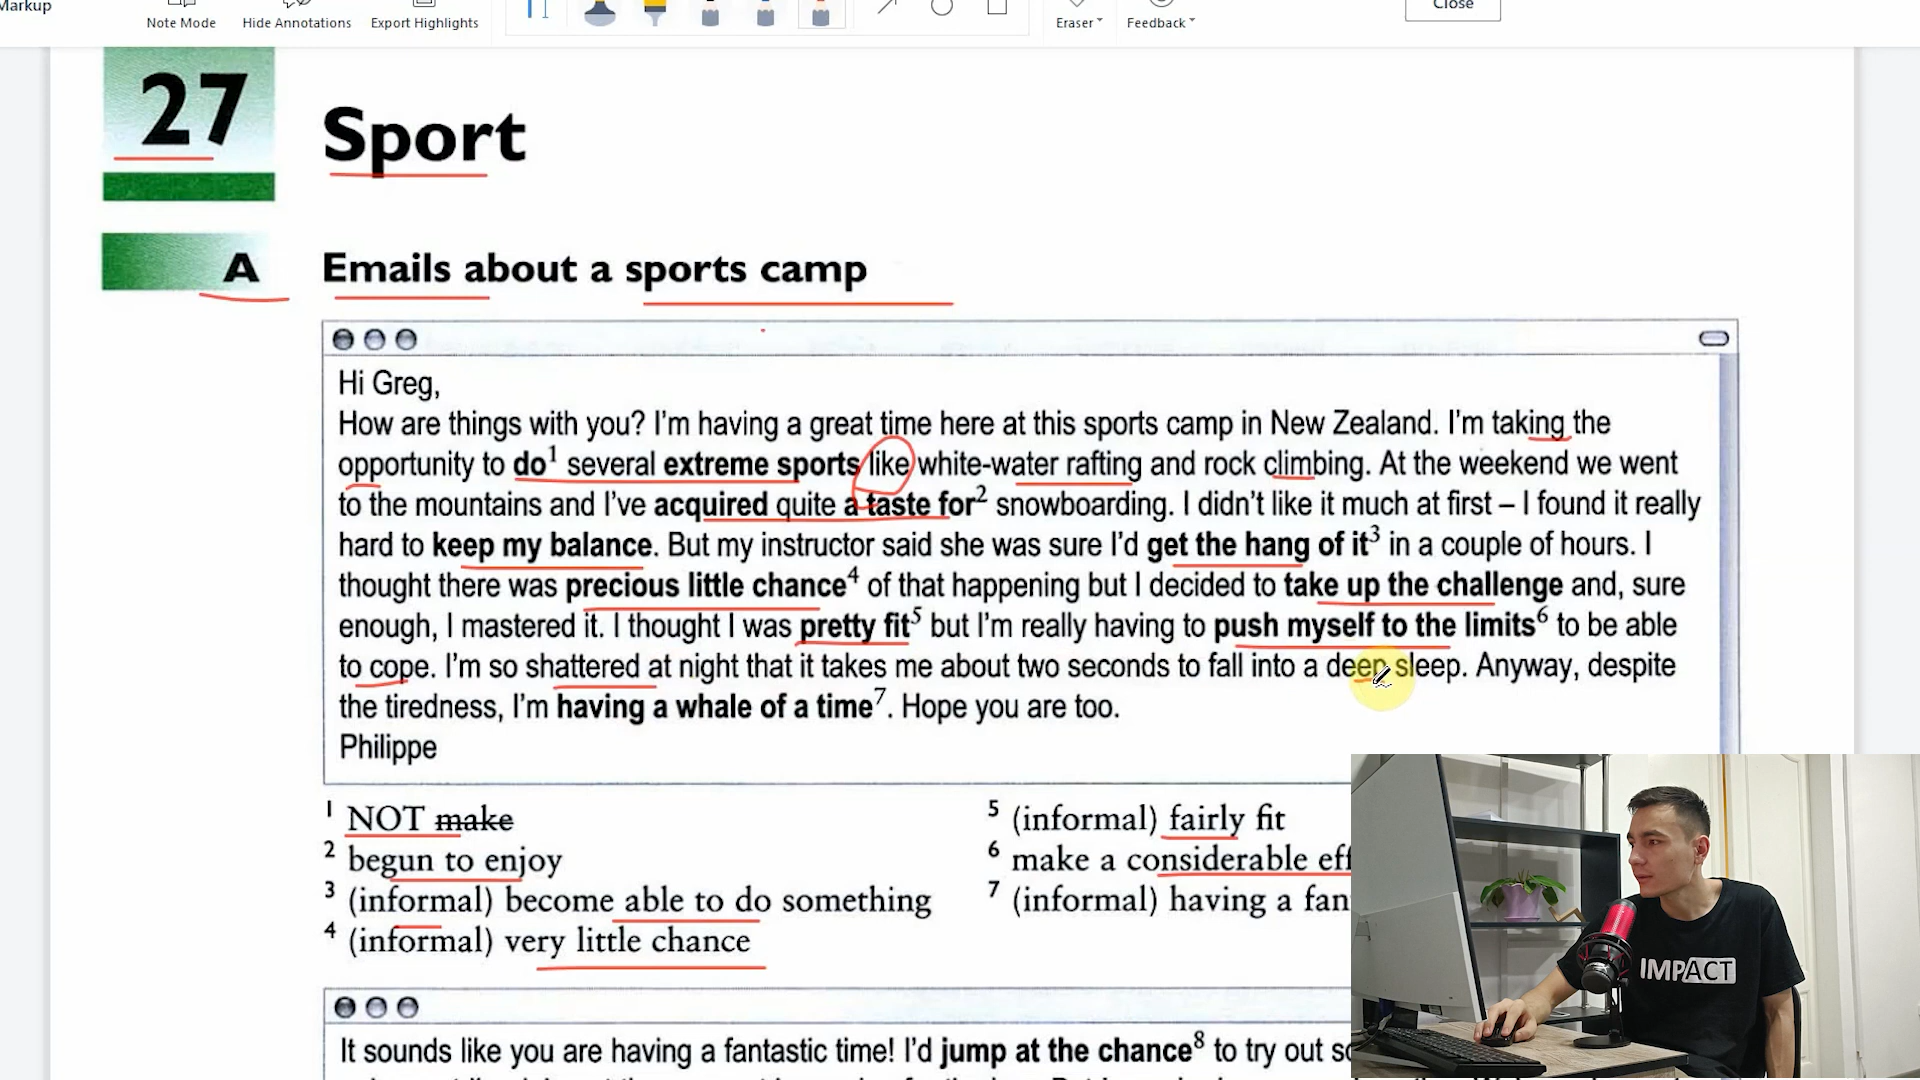 Markup
Note Mode
Hide Annotations
Export Highlights
Eraser
Feedback
Close
27
Sport
A
Emails about a sports camp
Hi Greg,
How are things with you? I'm having a great time here at this sports camp in New Zealand. I'm taking the
opportunity to do¹ several extreme sports like white-water rafting and rock climbing. At the weekend we went
to the mountains and I've acquired quite a taste for² snowboarding. I didn't like it much at first – I found it really
hard to keep my balance. But my instructor said she was sure I'd get the hang of it³ in a couple of hours. I
thought there was precious little chance⁴ of that happening but I decided to take up the challenge and, sure
enough, I mastered it. I thought I was pretty fit⁵ but I'm really having to push myself to the limits⁶ to be able
to cope. I'm so shattered at night that it takes me about two seconds to fall into a deep sleep. Anyway, despite
the tiredness, I'm having a whale of a time⁷. Hope you are too.
Philippe
¹ NOT make
² begun to enjoy
³ (informal) become able to do something
⁴ (informal) very little chance
⁵ (informal) fairly fit
⁶ make a considerable eff
⁷ (informal) having a fan
It sounds like you are having a fantastic time! I'd jump at the chance⁸ to try out
IMPACT